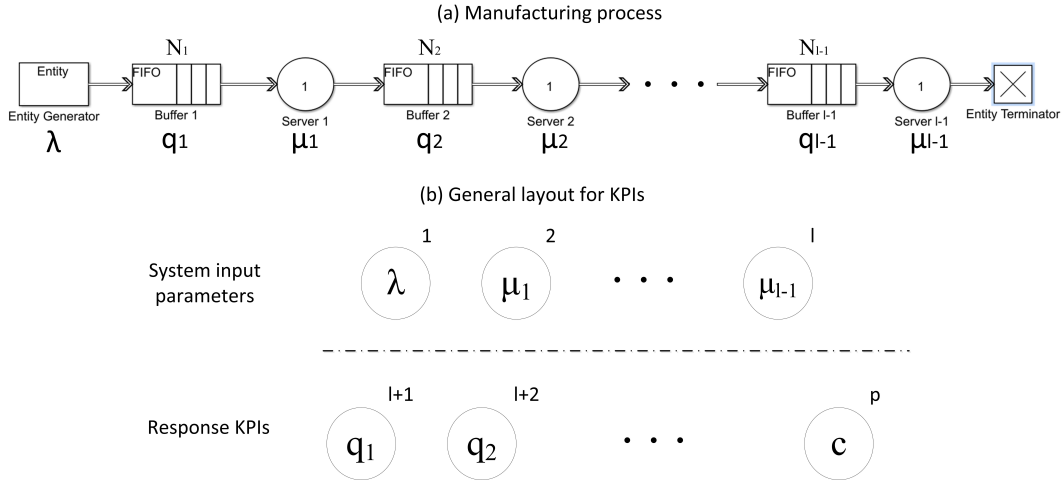 (a) Manufacturing process
N1 N2 Nl-1
Entity FIFO 1 FIFO 1 FIFO 1
Entity Generator Buffer 1 Server 1 Buffer 2 Server 2 Buffer l-1 Server l-1 Entity Terminator
λ q1 μ1 q2 μ2 ql-1 μl-1
(b) General layout for KPIs
1 2 l
System input
parameters
λ μ1 . . . μl-1
l+1 l+2 p
Response KPIs
q1 q2 . . . c